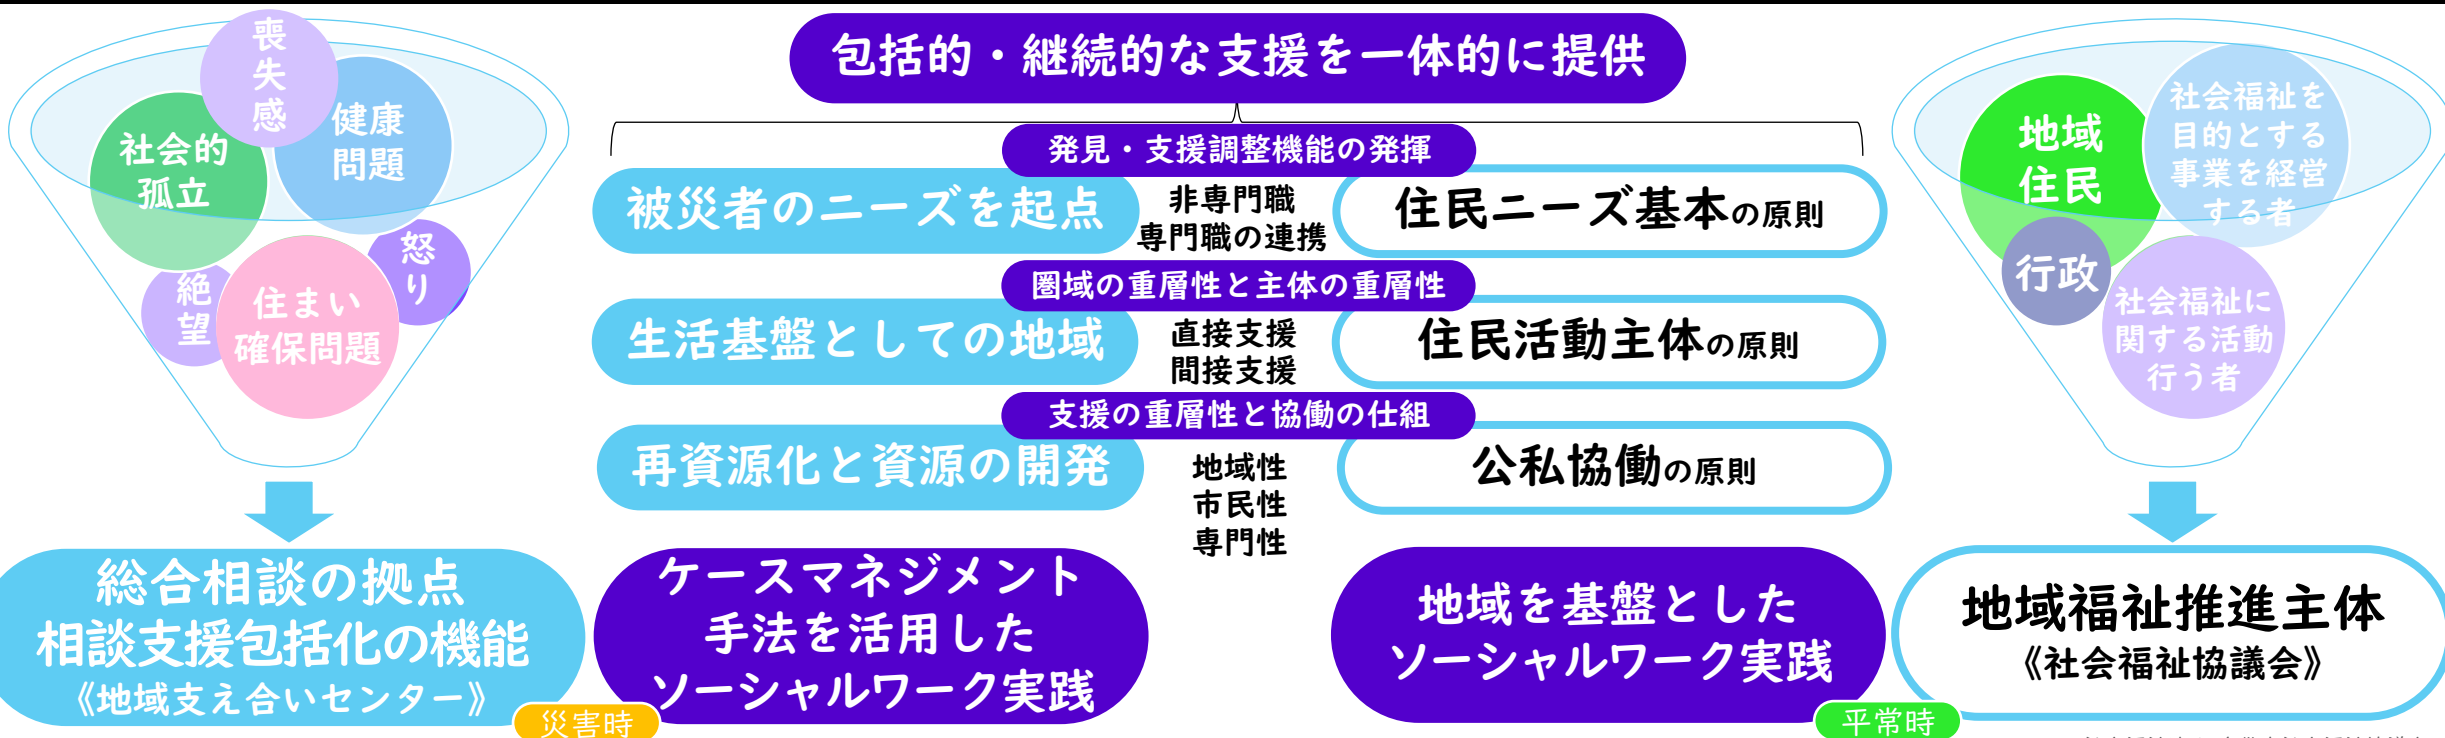 包括的・継続的な支援を一体的に提供
喪
失
感
健康
問題
社会的
孤立
怒
り
絶
望
住まい
確保問題
総合相談の拠点
相談支援包括化の機能
《地域支え合いセンター》
災害時
発見・支援調整機能の発揮
被災者のニーズを起点
非専門職
専門職の連携
住民ニーズ基本の原則
圏域の重層性と主体の重層性
生活基盤としての地域
直接支援
間接支援
住民活動主体の原則
支援の重層性と協働の仕組
再資源化と資源の開発
地域性
市民性
専門性
公私協働の原則
ケースマネジメント
手法を活用した
ソーシャルワーク実践
地域を基盤とした
ソーシャルワーク実践
平常時
地域
住民
社会福祉を
目的とする
事業を経営
する者
行政
社会福祉に
関する活動
行う者
地域福祉推進主体
《社会福祉協議会》